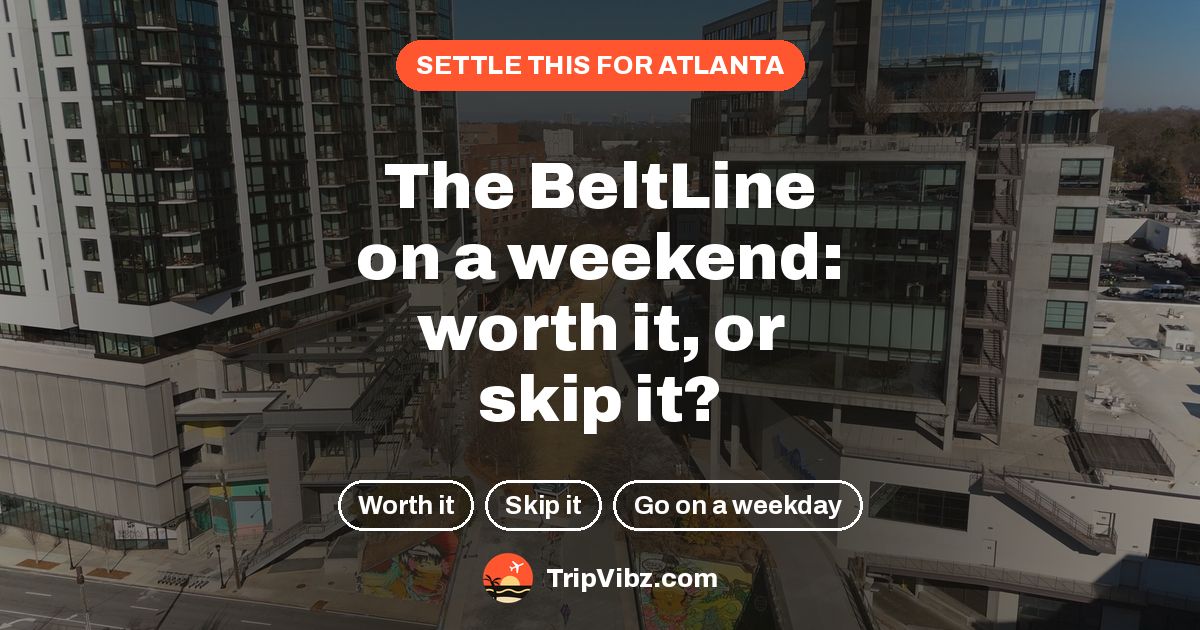 SETTLE THIS FOR ATLANTA
The BeltLine
on a weekend:
worth it, or
skip it?
Worth it
Skip it
Go on a weekday
TripVibz.com